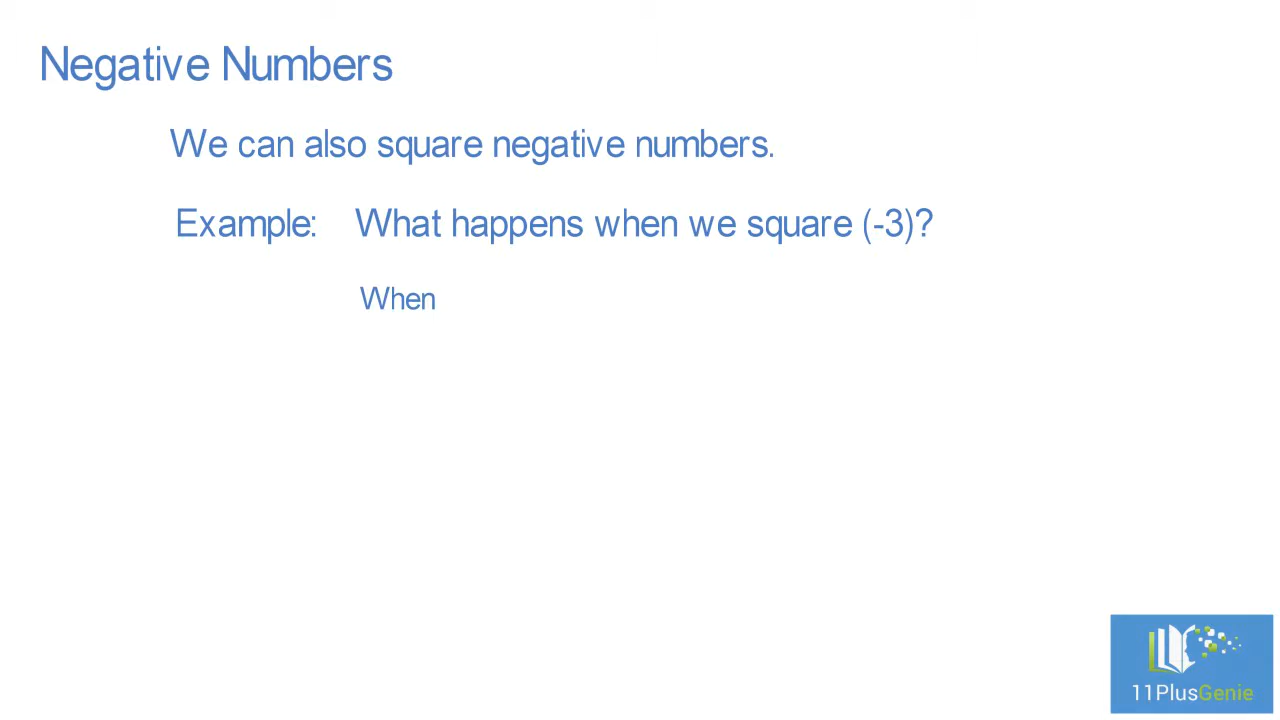 Negative Numbers
We can also square negative numbers.
Example: What happens when we square (-3)?
When
11PlusGenie